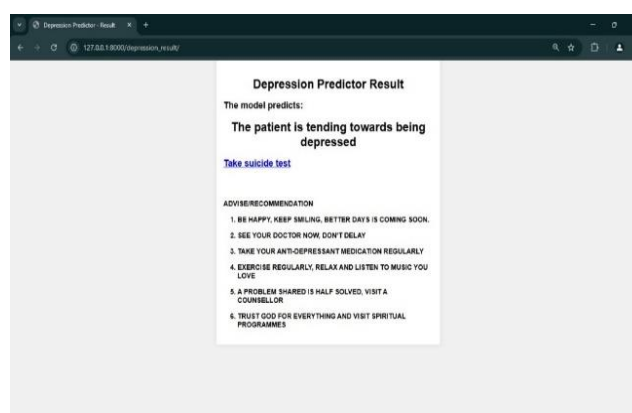 Depression Predictor - Result
127.0.0.1:8000/depression_result/
Depression Predictor Result
The model predicts:
The patient is tending towards being
depressed
Take suicide test
ADVISE/RECOMMENDATION
1. BE HAPPY, KEEP SMILING, BETTER DAYS IS COMING SOON.
2. SEE YOUR DOCTOR NOW, DON'T DELAY
3. TAKE YOUR ANTI-DEPRESSANT MEDICATION REGULARLY
4. EXERCISE REGULARLY, RELAX AND LISTEN TO MUSIC YOU
LOVE
5. A PROBLEM SHARED IS HALF SOLVED, VISIT A
COUNSELLOR
6. TRUST GOD FOR EVERYTHING AND VISIT SPIRITUAL
PROGRAMMES